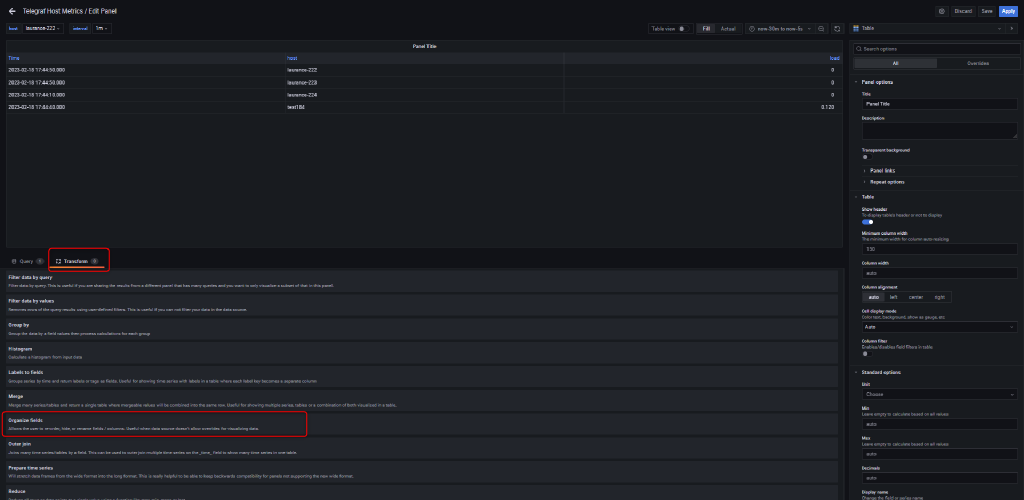 Telegraf Host Metrics / Edit Panel
Discard Save Apply
host laurance-222 interval 1m
Table view Fill Actual now-30m to now-5s
Table
Panel Title
Time host load
2023-02-18 17:44:50.000 laurance-222 0
2023-02-18 17:44:50.000 laurance-223 0
2023-02-18 17:44:10.000 laurance-224 0
2023-02-18 17:44:40.000 test184 0.120
Query 1 Transform 0
Filter data by query
Filter data by query. This is useful if you are sharing the results from a different panel that has many queries and you want to only visualize a subset of that in this panel.
Filter data by values
Removes rows of the query results using user-defined filters. This is useful if you can not filter your data in the data source.
Group by
Group the data by a field values then process calculations for each group
Histogram
Calculate a histogram from input data
Labels to fields
Groups series by time and return labels or tags as fields. Useful for showing time series with labels in a table where each label key becomes a separate column
Merge
Merge many series/tables and return a single table where mergeable values will be combined into the same row. Useful for showing multiple series, tables or a combination of both visualized in a table.
Organize fields
Allows the user to re-order, hide, or rename fields / columns. Useful when data source doesn't allow overrides for visualizing data.
Outer join
Joins many time series/tables by a field. This can be used to outer join multiple time series on the _time_ field to show many time series in one table.
Prepare time series
Will stretch data frames from the wide format into the long format. This is really helpful to be able to keep backwards compatibility for panels not supporting the new wide format.
Reduce
Search options
All Overrides
Panel options
Title
Panel Title
Description
Transparent background
Panel links
Repeat options
Table
Show header
To display table's header or not to display
Minimum column width
The minimum width for column auto resizing
150
Column width
auto
Column alignment
auto left center right
Cell display mode
Color text, background, show as gauge, etc
Auto
Column filter
Enables/disables field filters in table
Standard options
Unit
Choose
Min
Leave empty to calculate based on all values
auto
Max
Leave empty to calculate based on all values
auto
Decimals
auto
Display name
Change the field or series name